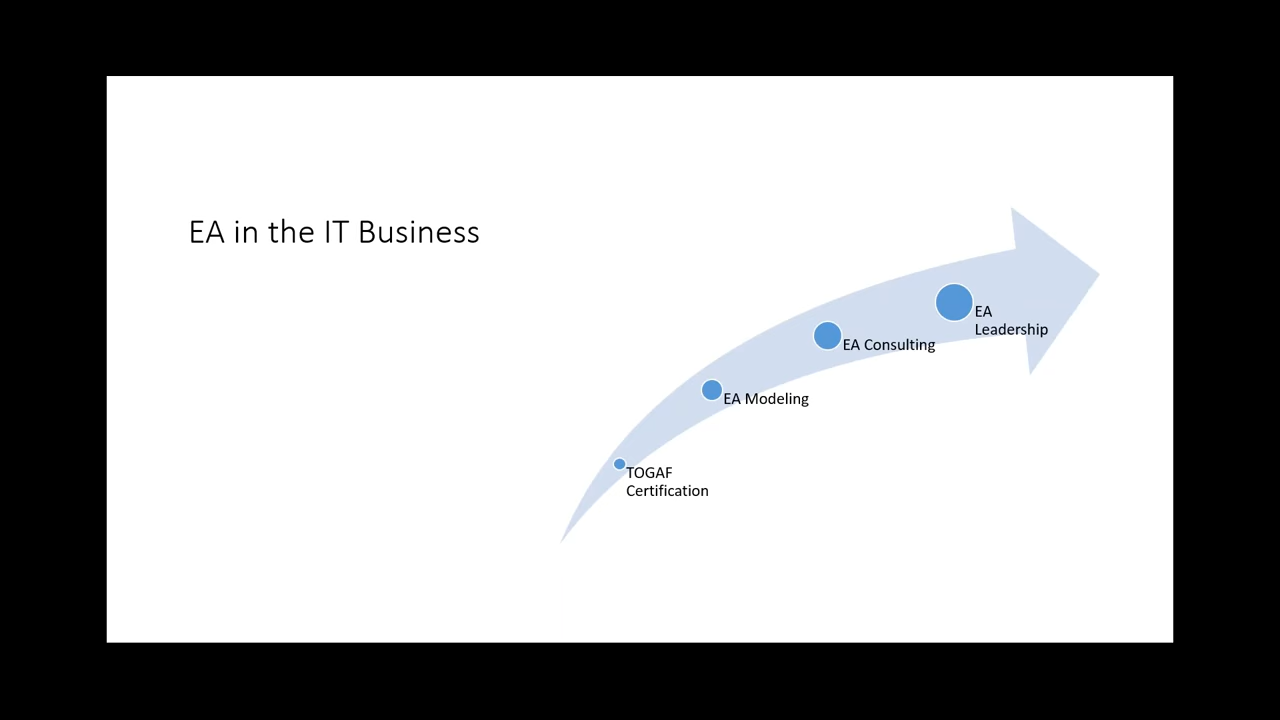 EA in the IT Business
EA
Leadership
EA Consulting
EA Modeling
TOGAF
Certification